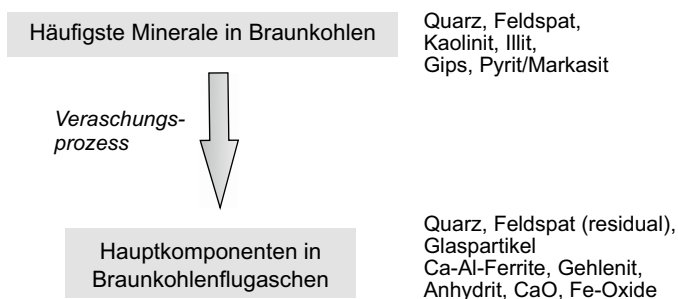 Häufigste Minerale in Braunkohlen
Quarz, Feldspat,
Kaolinit, Illit,
Gips, Pyrit/Markasit
Veraschungs-
prozess
Hauptkomponenten in
Braunkohlenflugaschen
Quarz, Feldspat (residual),
Glaspartikel
Ca-Al-Ferrite, Gehlenit,
Anhydrit, CaO, Fe-Oxide